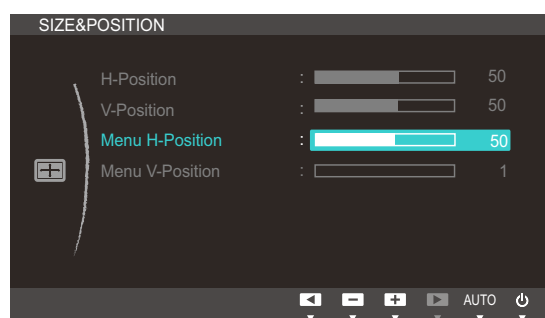 SIZE&POSITION
H-Position : 50
V-Position : 50
Menu H-Position : 50
Menu V-Position : 1
AUTO